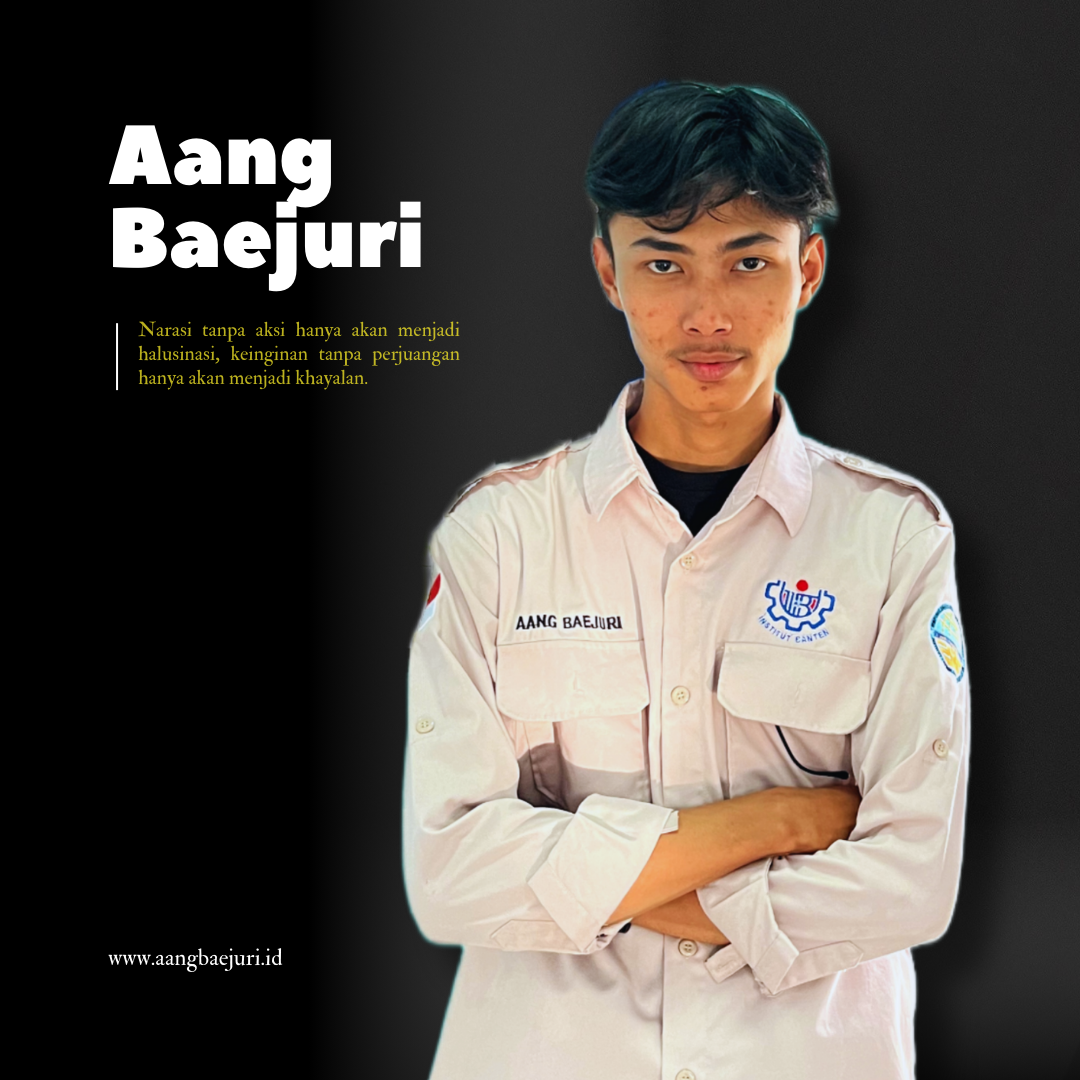 Aang
Baejuri
Narasi tanpa aksi hanya akan menjadi
halusinasi, keinginan tanpa perjuangan
hanya akan menjadi khayalan.
AANG BAEJURI
INSTITUT BANTEN
www.aangbaejuri.id